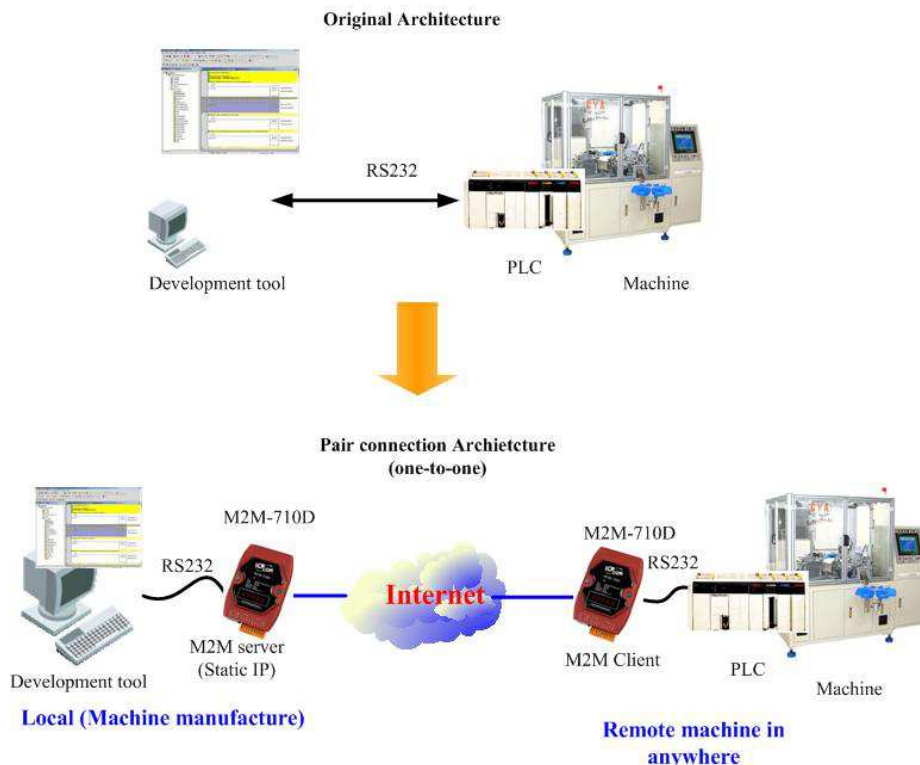 Original Architecture
RS232
PLC
Development tool
Machine
Pair connection Archietcture
(one-to-one)
M2M-710D
M2M-710D
RS232
RS232
Internet
M2M server
(Static IP)
M2M Client
PLC
Development tool
Machine
Local (Machine manufacture)
Remote machine in
anywhere